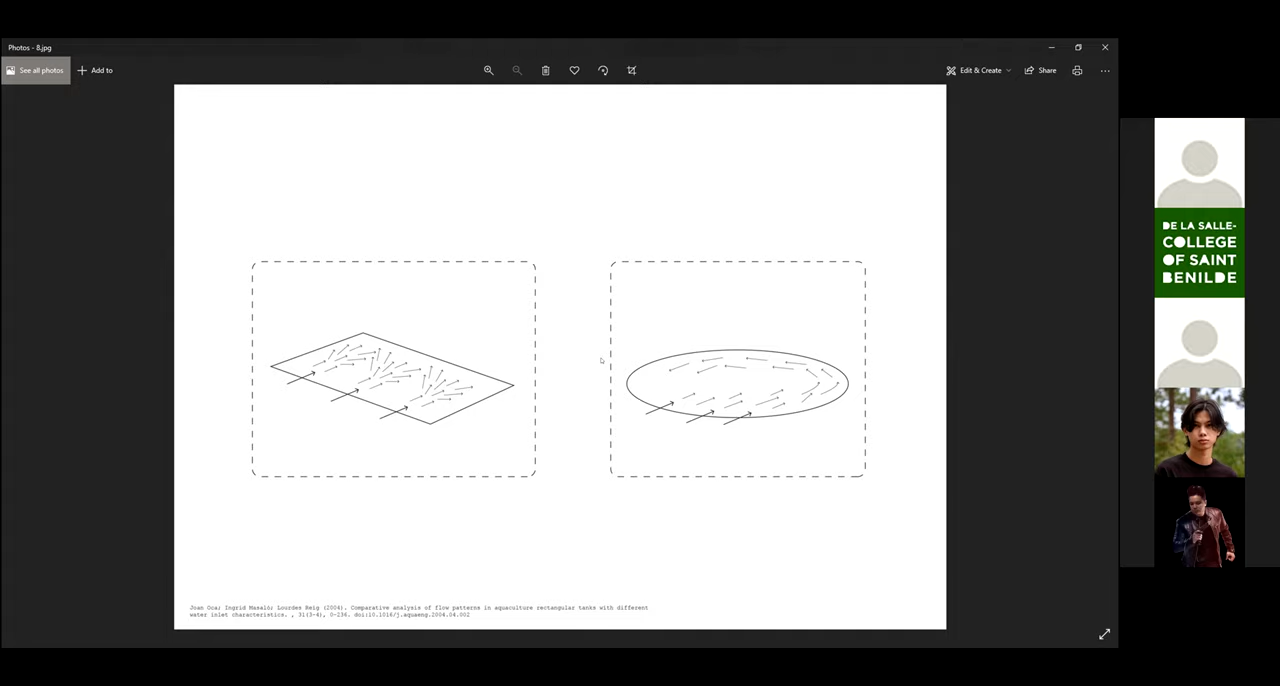 Photos - 8.jpg
See all photos
Add to
Edit & Create
Share
DE LA SALLE-
COLLEGE
OF SAINT
BENILDE
Joan Oca; Ingrid Masaló; Lourdes Reig (2004). Comparative analysis of flow patterns in aquaculture rectangular tanks with different
water inlet characteristics. , 31(3-4), 0–236. doi:10.1016/j.aquaeng.2004.04.002